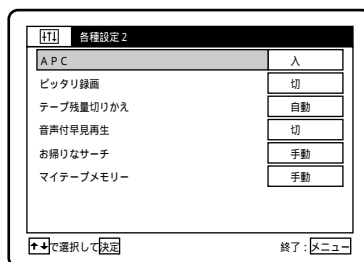 各種設定 2
A P C 入
ピッタリ録画 切
テープ残量切りかえ 自動
音声付早見再生 切
お帰りなサーチ 手動
マイテープメモリー 手動
↑↓で選択して決定 終了 : メニュー